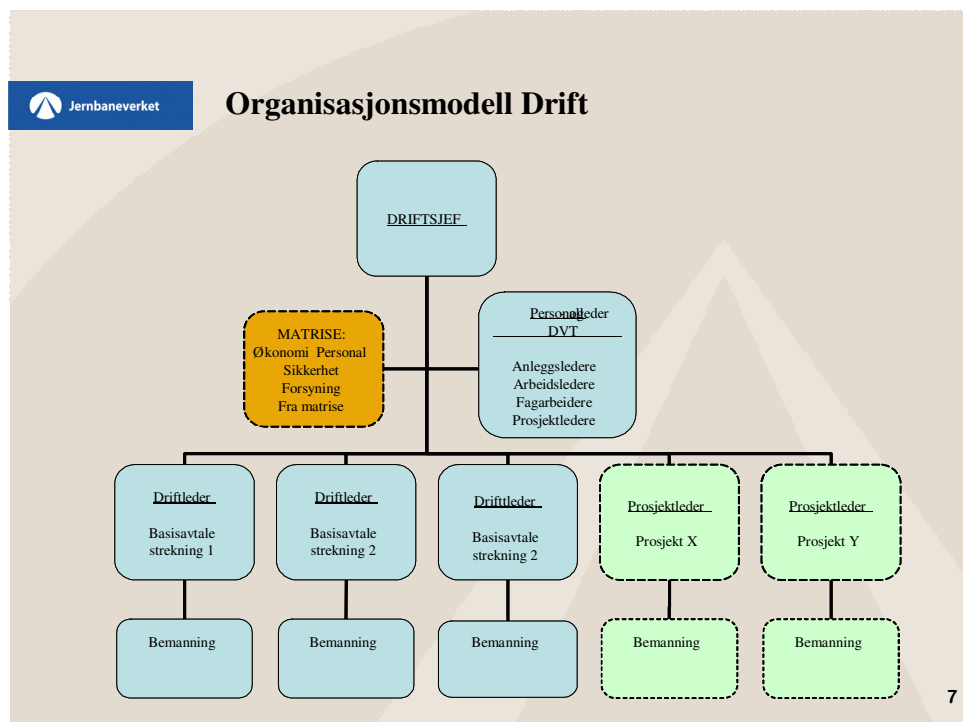 Jernbaneverket
Organisasjonsmodell Drift
DRIFTSJEF
MATRISE:
Økonomi Personal
Sikkerhet
Forsyning
Fra matrise
DVT
Anleggsledere
Arbeidsledere
Fagarbeidere
Prosjektledere
Driftleder
Basisavtale
strekning 1
Driftleder
Basisavtale
strekning 2
Drifttleder
Basisavtale
strekning 2
Prosjektleder
Prosjekt X
Prosjektleder
Prosjekt Y
Bemanning
Bemanning
Bemanning
Bemanning
Bemanning
7